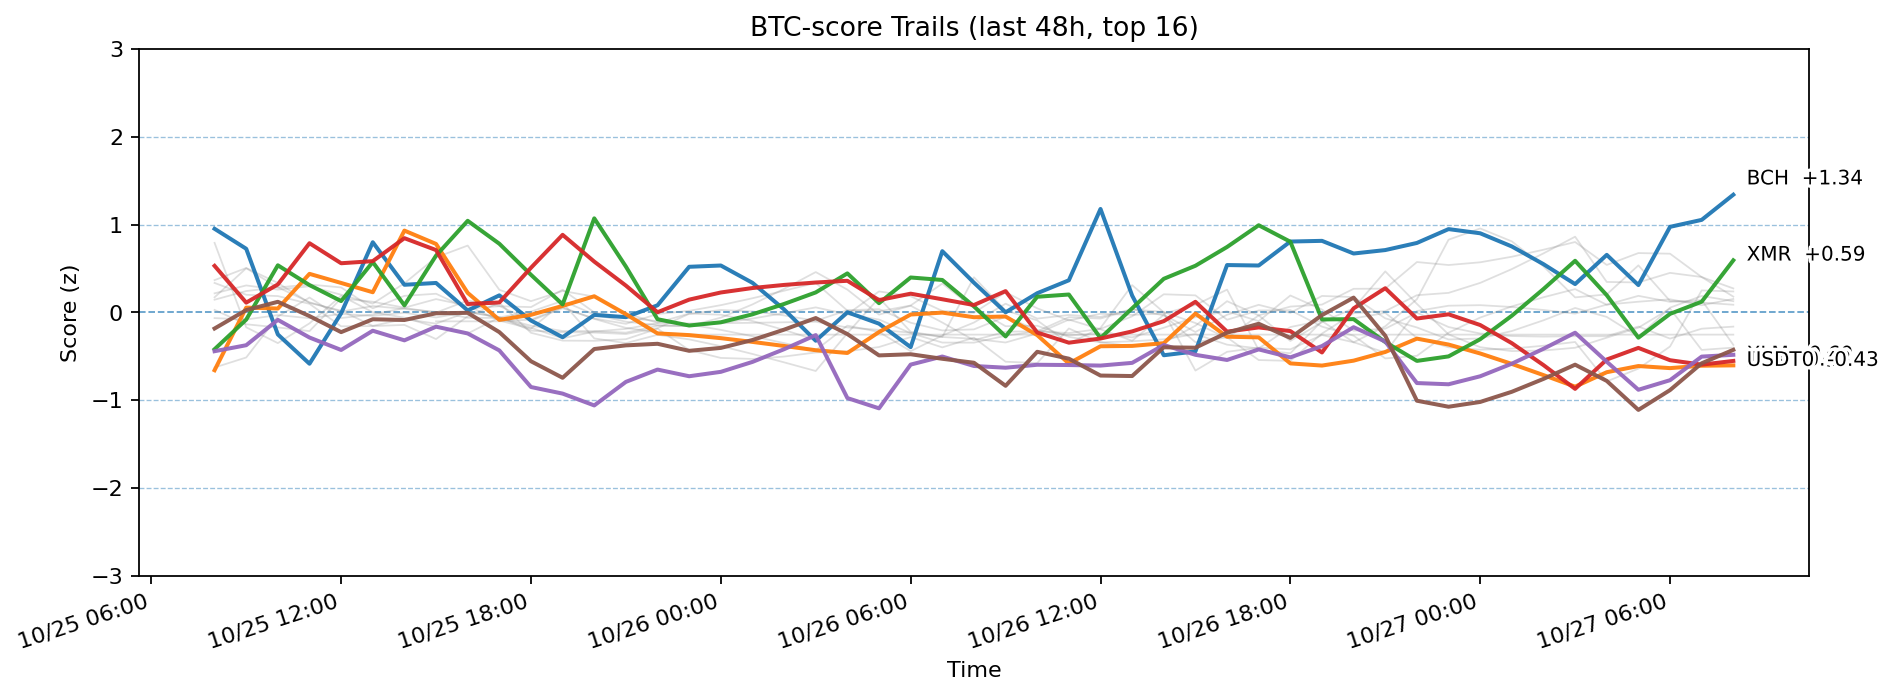 BTC-score Trails (last 48h, top 16)
3
2
1
0
−1
−2
−3
Score (z)
BCH +1.34
XMR +0.59
USDT0 -0.43
10/25 06:00
10/25 12:00
10/25 18:00
10/26 00:00
10/26 06:00
10/26 12:00
10/26 18:00
10/27 00:00
10/27 06:00
Time